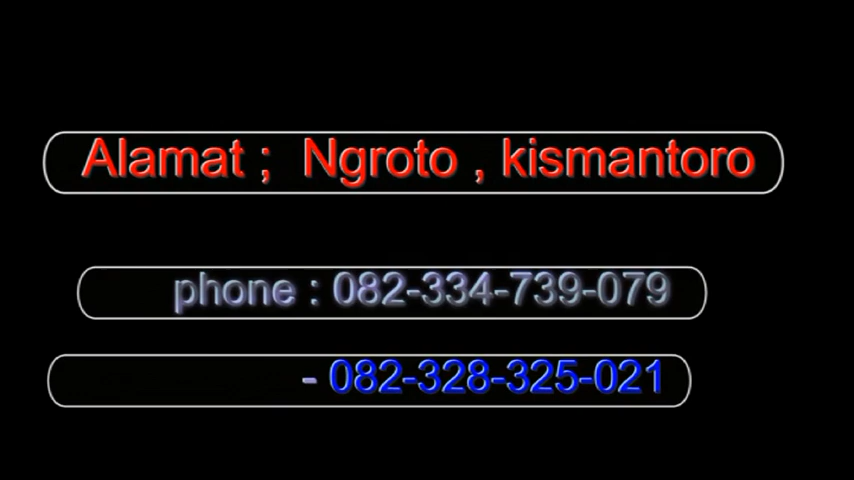 Alamat ; Ngroto , kismantoro
phone : 082-334-739-079
- 082-328-325-021